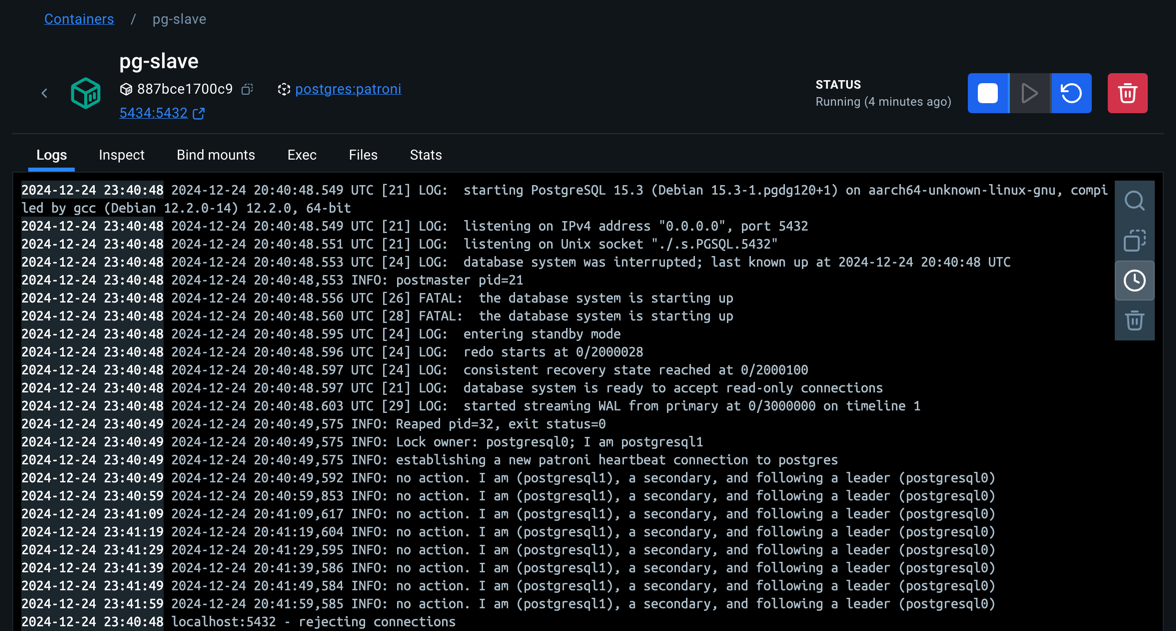 Containers / pg-slave
pg-slave
887bce1700c9 postgres:patroni
5434:5432
STATUS
Running (4 minutes ago)
Logs Inspect Bind mounts Exec Files Stats
2024-12-24 23:40:48 2024-12-24 20:40:48.549 UTC [21] LOG:  starting PostgreSQL 15.3 (Debian 15.3-1.pgdg120+1) on aarch64-unknown-linux-gnu, compi
led by gcc (Debian 12.2.0-14) 12.2.0, 64-bit
2024-12-24 23:40:48 2024-12-24 20:40:48.549 UTC [21] LOG:  listening on IPv4 address "0.0.0.0", port 5432
2024-12-24 23:40:48 2024-12-24 20:40:48.551 UTC [21] LOG:  listening on Unix socket "./.s.PGSQL.5432"
2024-12-24 23:40:48 2024-12-24 20:40:48.553 UTC [24] LOG:  database system was interrupted; last known up at 2024-12-24 20:40:48 UTC
2024-12-24 23:40:48 2024-12-24 20:40:48,553 INFO: postmaster pid=21
2024-12-24 23:40:48 2024-12-24 20:40:48.556 UTC [26] FATAL:  the database system is starting up
2024-12-24 23:40:48 2024-12-24 20:40:48.560 UTC [28] FATAL:  the database system is starting up
2024-12-24 23:40:48 2024-12-24 20:40:48.595 UTC [24] LOG:  entering standby mode
2024-12-24 23:40:48 2024-12-24 20:40:48.596 UTC [24] LOG:  redo starts at 0/2000028
2024-12-24 23:40:48 2024-12-24 20:40:48.597 UTC [24] LOG:  consistent recovery state reached at 0/2000100
2024-12-24 23:40:48 2024-12-24 20:40:48.597 UTC [21] LOG:  database system is ready to accept read-only connections
2024-12-24 23:40:48 2024-12-24 20:40:48.603 UTC [29] LOG:  started streaming WAL from primary at 0/3000000 on timeline 1
2024-12-24 23:40:49 2024-12-24 20:40:49,575 INFO: Reaped pid=32, exit status=0
2024-12-24 23:40:49 2024-12-24 20:40:49,575 INFO: Lock owner: postgresql0; I am postgresql1
2024-12-24 23:40:49 2024-12-24 20:40:49,575 INFO: establishing a new patroni heartbeat connection to postgres
2024-12-24 23:40:49 2024-12-24 20:40:49,592 INFO: no action. I am (postgresql1), a secondary, and following a leader (postgresql0)
2024-12-24 23:40:59 2024-12-24 20:40:59,853 INFO: no action. I am (postgresql1), a secondary, and following a leader (postgresql0)
2024-12-24 23:41:09 2024-12-24 20:41:09,617 INFO: no action. I am (postgresql1), a secondary, and following a leader (postgresql0)
2024-12-24 23:41:19 2024-12-24 20:41:19,604 INFO: no action. I am (postgresql1), a secondary, and following a leader (postgresql0)
2024-12-24 23:41:29 2024-12-24 20:41:29,595 INFO: no action. I am (postgresql1), a secondary, and following a leader (postgresql0)
2024-12-24 23:41:39 2024-12-24 20:41:39,586 INFO: no action. I am (postgresql1), a secondary, and following a leader (postgresql0)
2024-12-24 23:41:49 2024-12-24 20:41:49,584 INFO: no action. I am (postgresql1), a secondary, and following a leader (postgresql0)
2024-12-24 23:41:59 2024-12-24 20:41:59,585 INFO: no action. I am (postgresql1), a secondary, and following a leader (postgresql0)
2024-12-24 23:40:48 localhost:5432 - rejecting connections